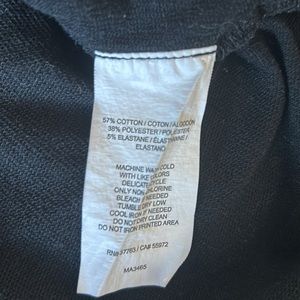 57% COTTON / COTON / ALGODON
38% POLYESTER / POLIESTER
5% ELASTANE / ÉLASTHANNE /
ELASTANO
MACHINE WASH COLD
WITH LIKE COLORS
DELICATE CYCLE
ONLY NON CHLORINE
BLEACH IF NEEDED
TUMBLE DRY LOW
COOL IRON IF NEEDED
DO NOT DRY CLEAN
DO NOT IRON PRINTED AREA
RN# 37763 / CA# 55972
MA3465